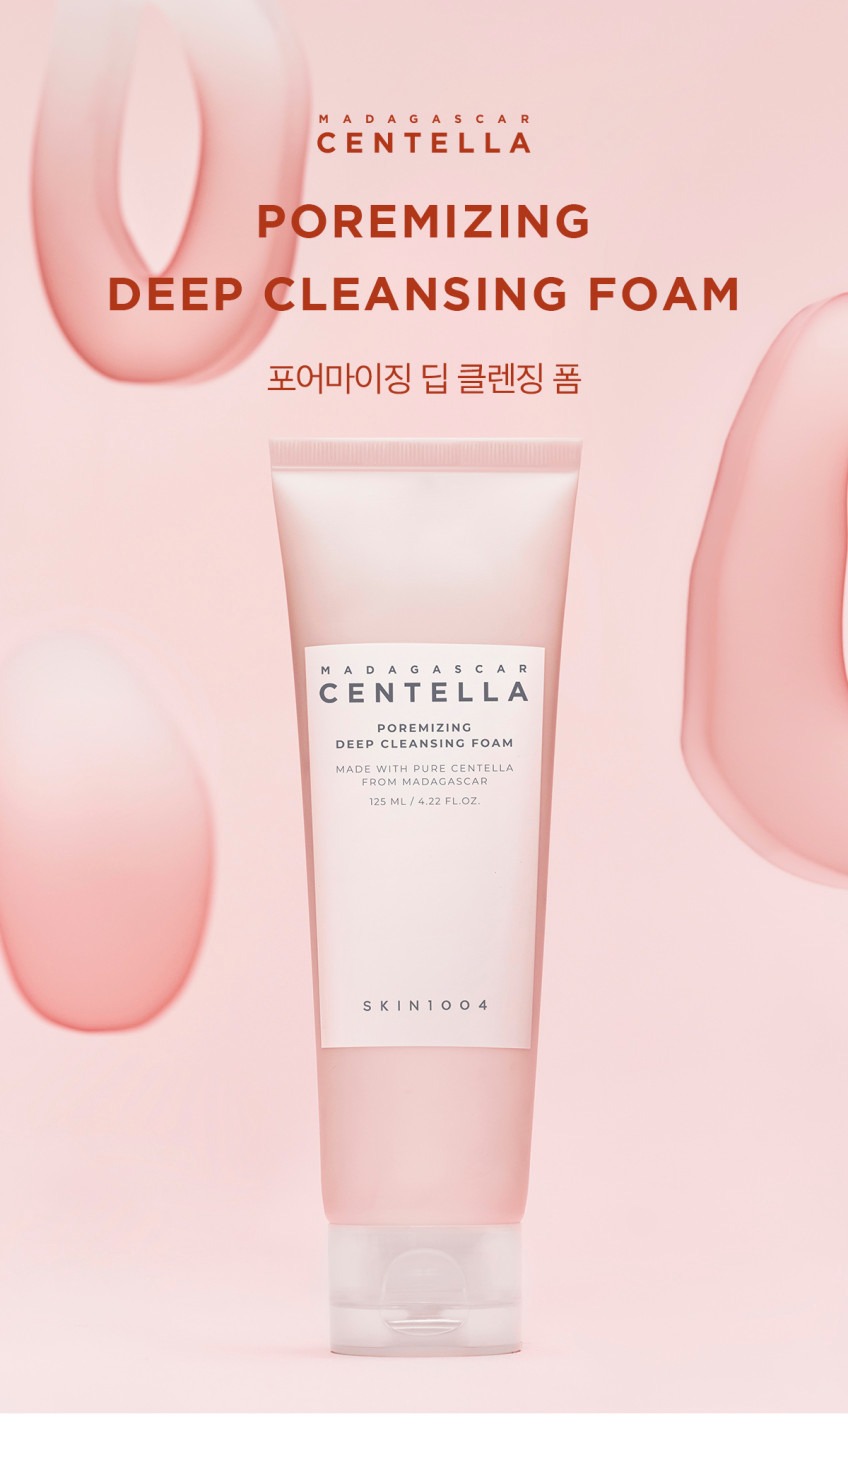 MADAGASCAR
CENTELLA
POREMIZING
DEEP CLEANSING FOAM
포어마이징 딥 클렌징 폼
MADAGASCAR
CENTELLA
POREMIZING
DEEP CLEANSING FOAM
MADE WITH PURE CENTELLA
FROM MADAGASCAR
125 ML / 4.22 FL.OZ.
SKIN1004